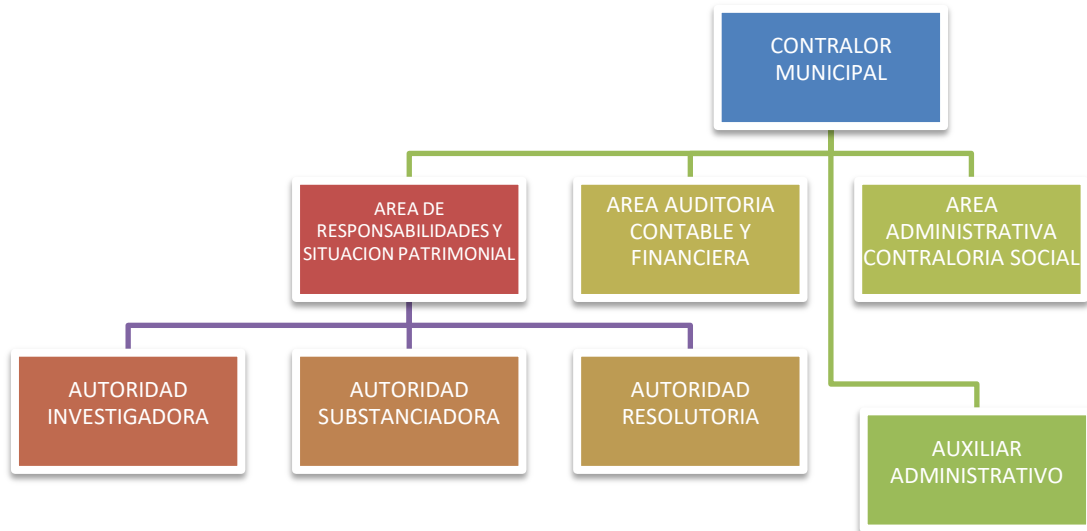 CONTRALOR
MUNICIPAL
AREA DE
RESPONSABILIDADES Y
SITUACION PATRIMONIAL
AREA AUDITORIA
CONTABLE Y
FINANCIERA
AREA
ADMINISTRATIVA
CONTRALORIA SOCIAL
AUTORIDAD
INVESTIGADORA
AUTORIDAD
SUBSTANCIADORA
AUTORIDAD
RESOLUTORIA
AUXILIAR
ADMINISTRATIVO